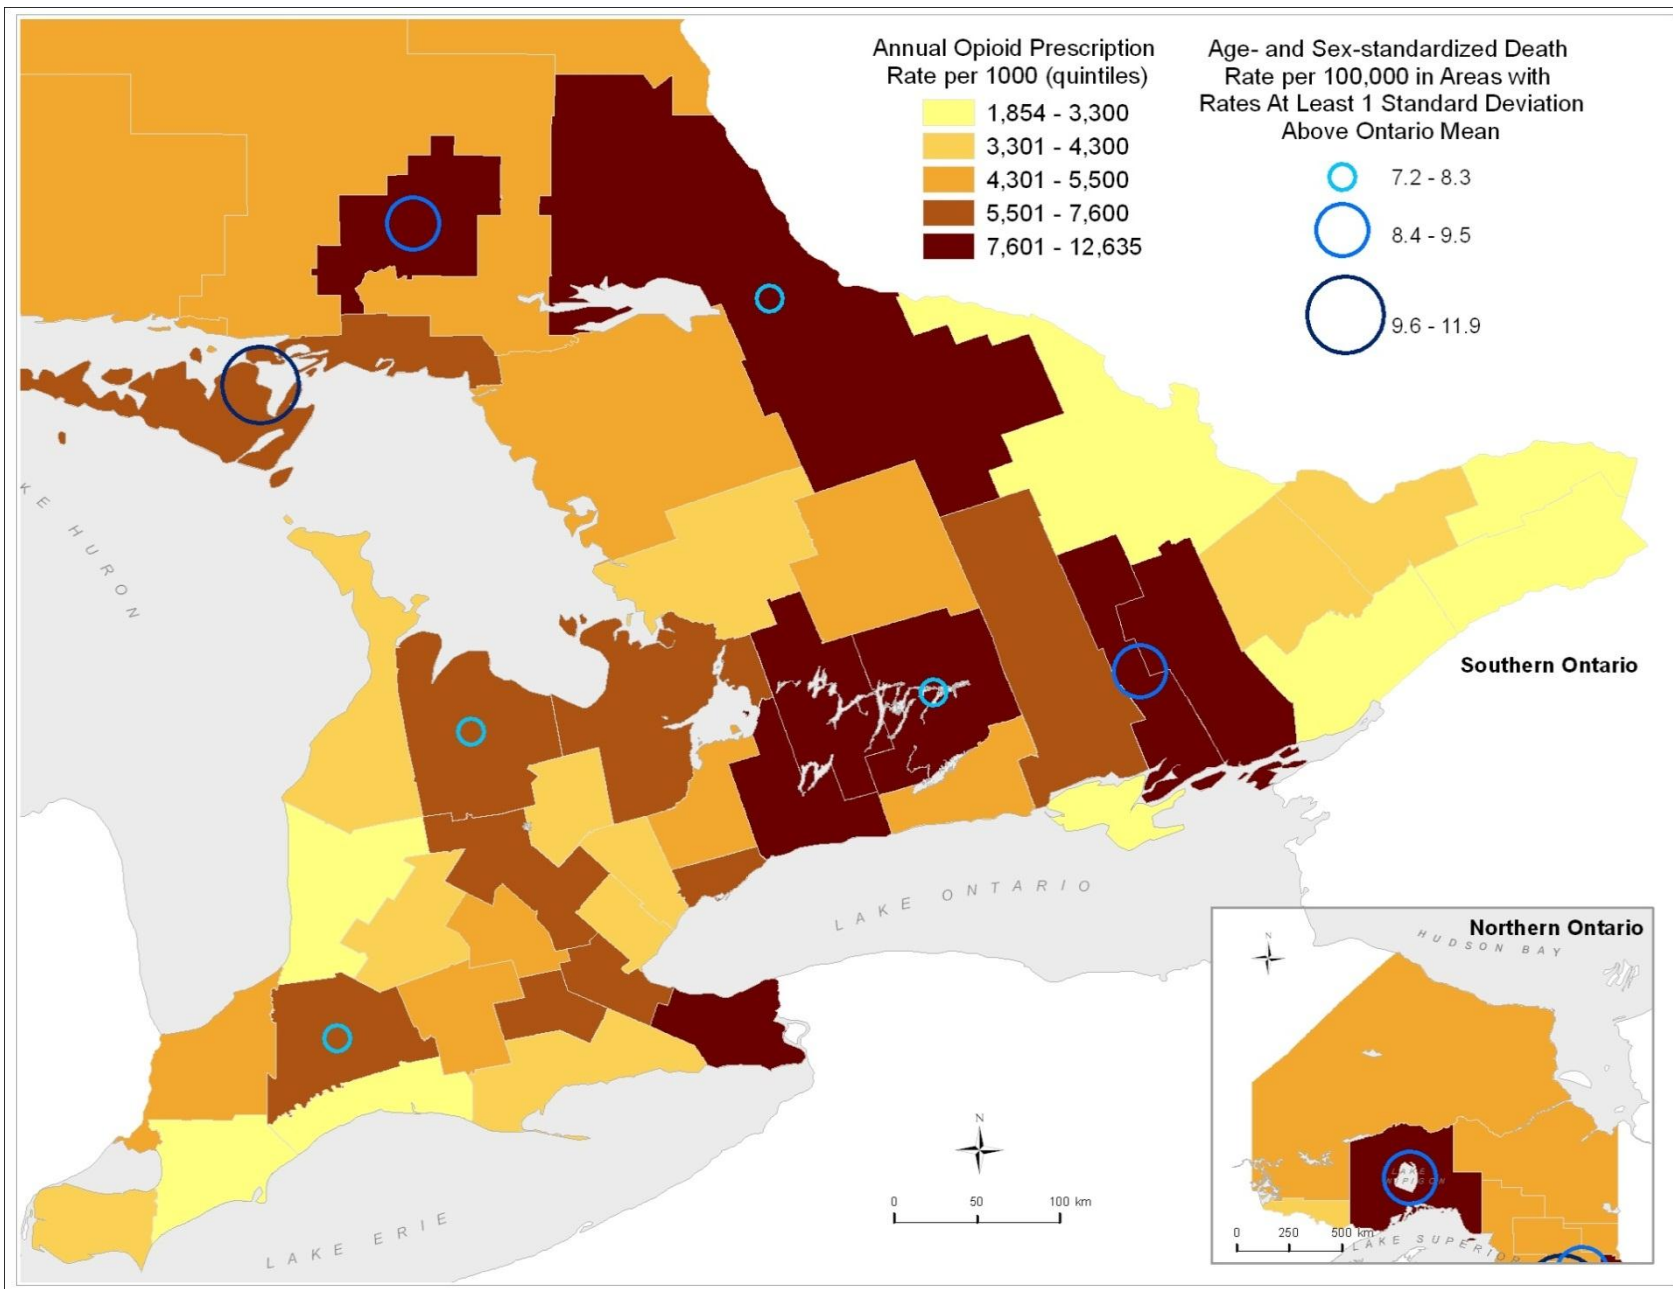 Annual Opioid Prescription
Rate per 1000 (quintiles)
1,854 - 3,300
3,301 - 4,300
4,301 - 5,500
5,501 - 7,600
7,601 - 12,635
Age- and Sex-standardized Death
Rate per 100,000 in Areas with
Rates At Least 1 Standard Deviation
Above Ontario Mean
7.2 - 8.3
8.4 - 9.5
9.6 - 11.9
KE HURON
Southern Ontario
LAKE ONTARIO
LAKE ERIE
N
0 50 100 km
Northern Ontario
N
HUDSON BAY
LAKE
NIPIGON
0 250 500 km
LAKE SUPERIOR